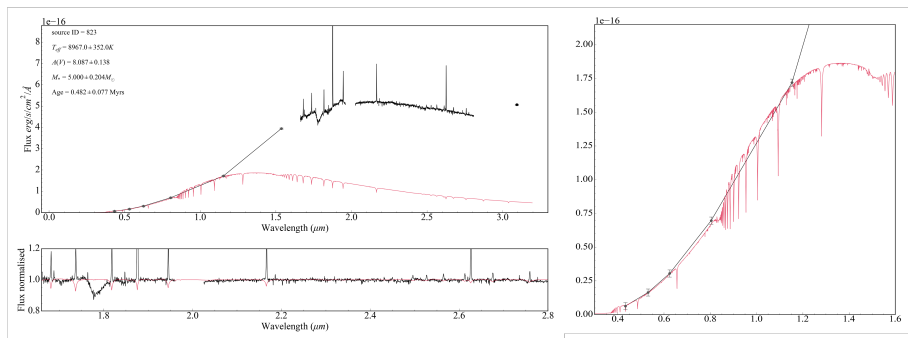 1e−16
source ID = 823
Teff = 8967.0±352.0K
A(V) = 8.087±0.138
M* = 5.000±0.204M⊙
Age = 0.482±0.077 Myrs
Flux erg/s/cm²/Å
8
7
6
5
4
3
2
1
0
0.0 0.5 1.0 1.5 2.0 2.5 3.0
Wavelength (μm)
Flux normalised
1.2
1.0
0.8
1.8 2.0 2.2 2.4 2.6 2.8
Wavelength (μm)
1e−16
2.00
1.75
1.50
1.25
1.00
0.75
0.50
0.25
0.00
0.4 0.6 0.8 1.0 1.2 1.4 1.6